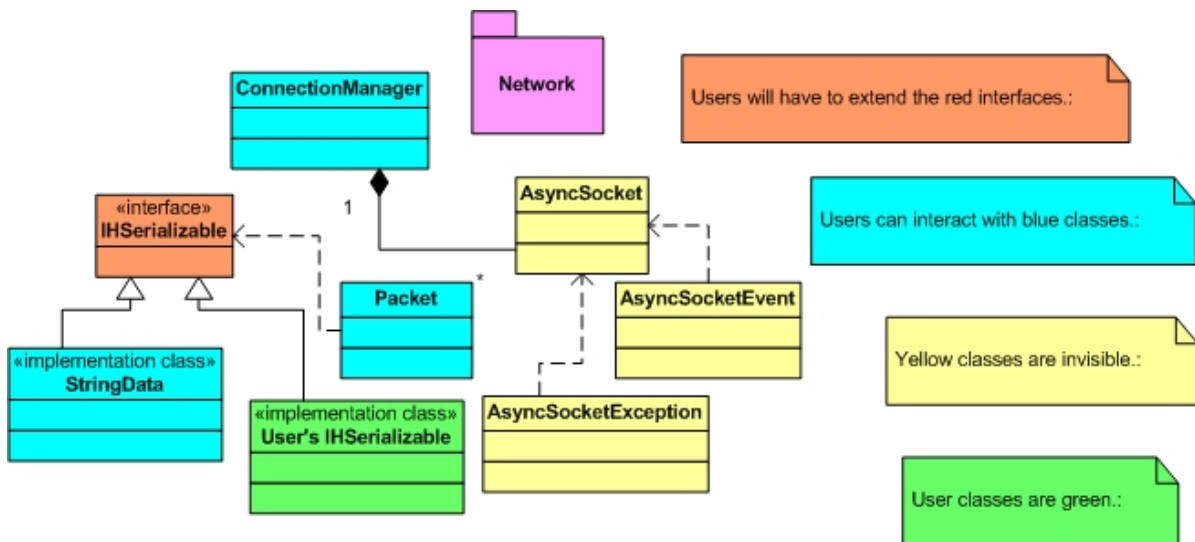 Network
ConnectionManager
Users will have to extend the red interfaces.:
AsyncSocket
1
«interface»
IHSerializable
Users can interact with blue classes.:
*
Packet
AsyncSocketEvent
«implementation class»
StringData
Yellow classes are invisible.:
«implementation class»
User's IHSerializable
AsyncSocketException
User classes are green.: